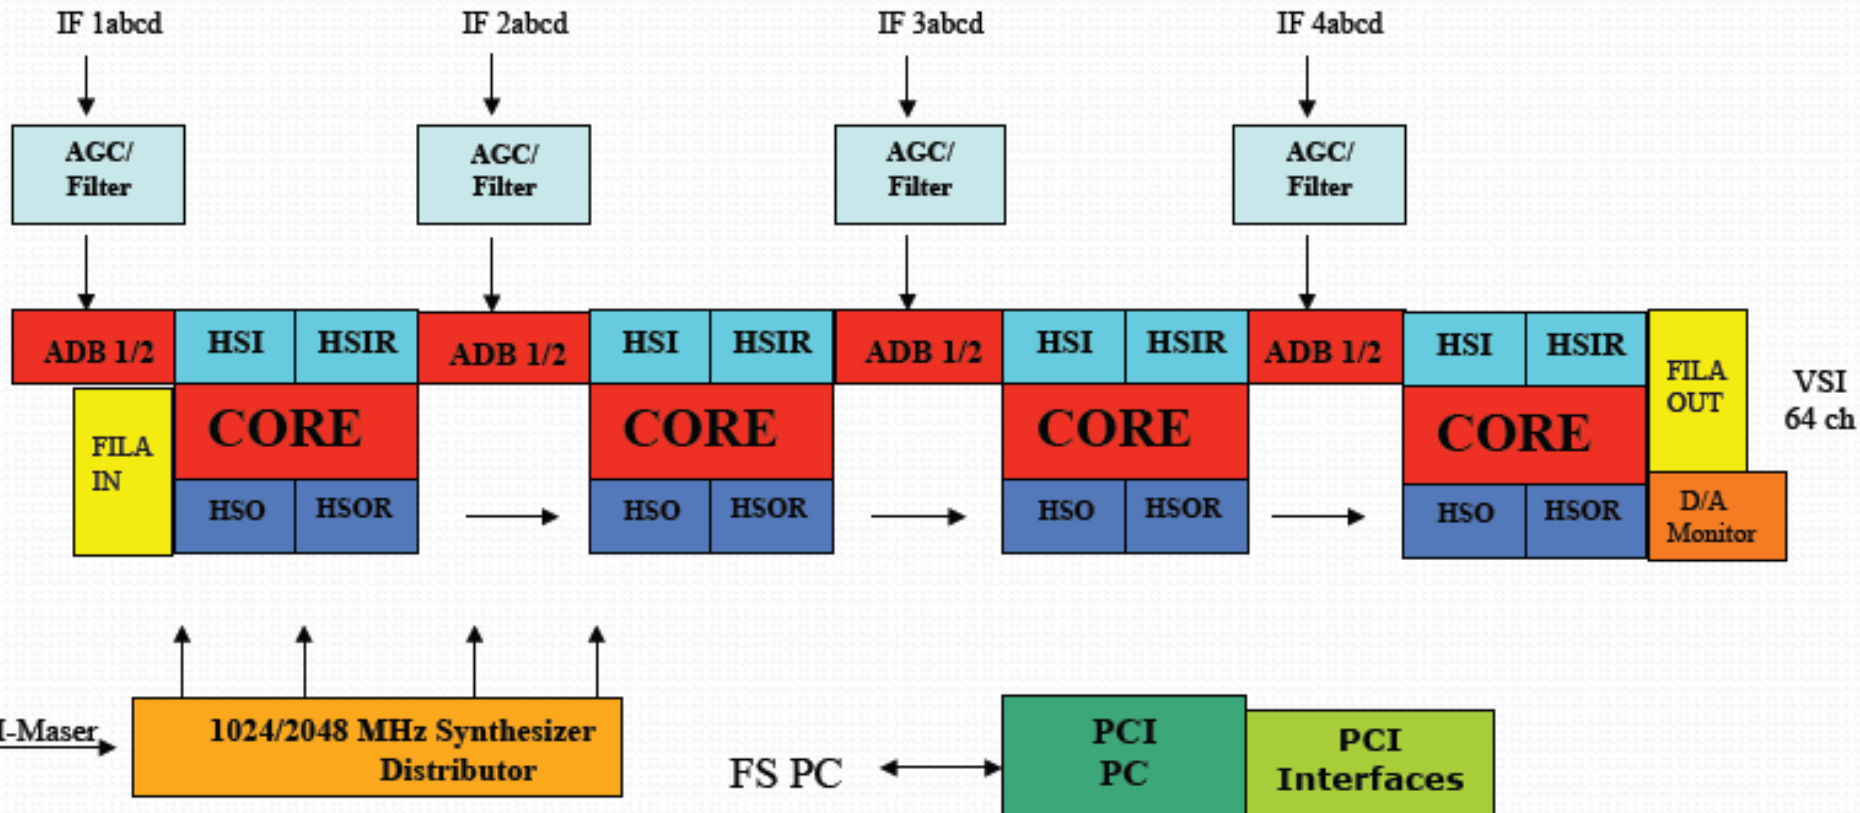 IF 1abcd
IF 2abcd
IF 3abcd
IF 4abcd
AGC/
Filter
AGC/
Filter
AGC/
Filter
AGC/
Filter
ADB 1/2
HSI
HSIR
ADB 1/2
HSI
HSIR
ADB 1/2
HSI
HSIR
ADB 1/2
HSI
HSIR
FILA
OUT
VSI
64 ch
FILA
IN
CORE
CORE
CORE
CORE
HSO
HSOR
HSO
HSOR
HSO
HSOR
HSO
HSOR
D/A
Monitor
-Maser
1024/2048 MHz Synthesizer
Distributor
FS PC
PCI
PC
PCI
Interfaces